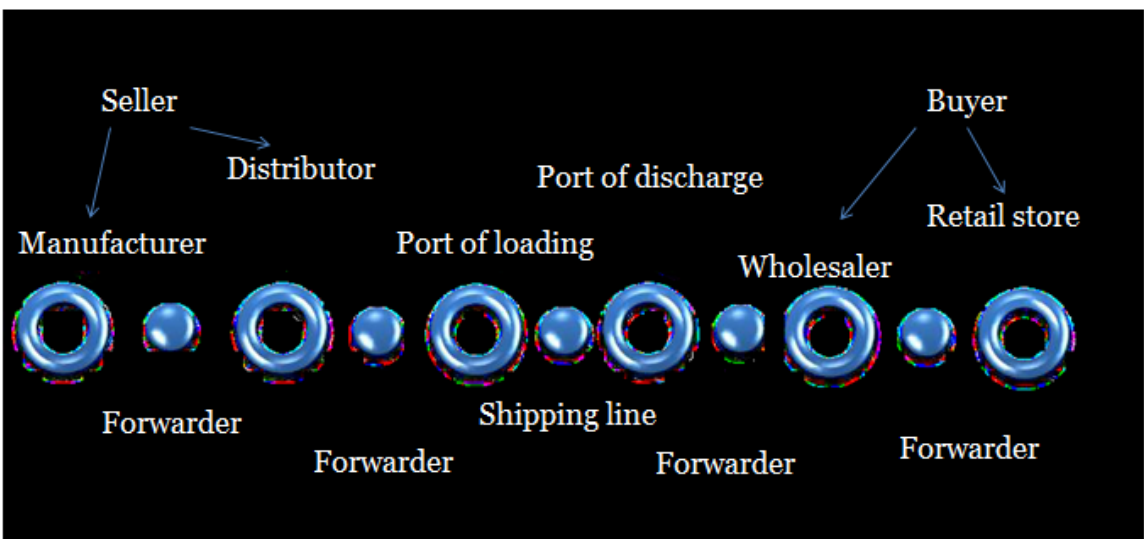 Seller
Buyer
Distributor
Port of discharge
Retail store
Manufacturer
Port of loading
Wholesaler
Forwarder
Shipping line
Forwarder
Forwarder
Forwarder